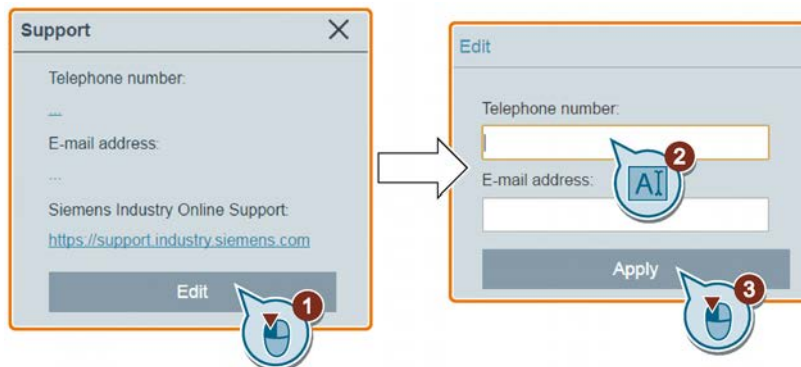 Support
Telephone number:
...
E-mail address:
...
Siemens Industry Online Support:
https://support.industry.siemens.com
Edit
1
Edit
Telephone number:
2
AI
E-mail address:
Apply
3